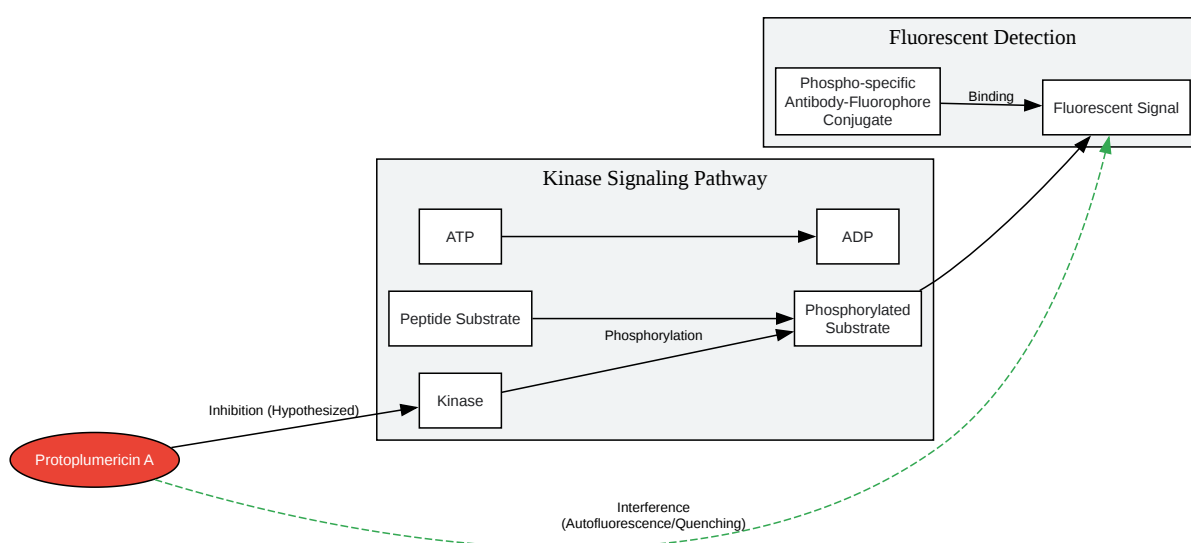 Fluorescent Detection
Phospho-specific
Antibody-Fluorophore
Conjugate
Binding
Fluorescent Signal
Kinase Signaling Pathway
ATP
ADP
Peptide Substrate
Phosphorylated
Substrate
Phosphorylation
Kinase
Inhibition (Hypothesized)
Protoplumericin A
Interference
(Autofluorescence/Quenching)